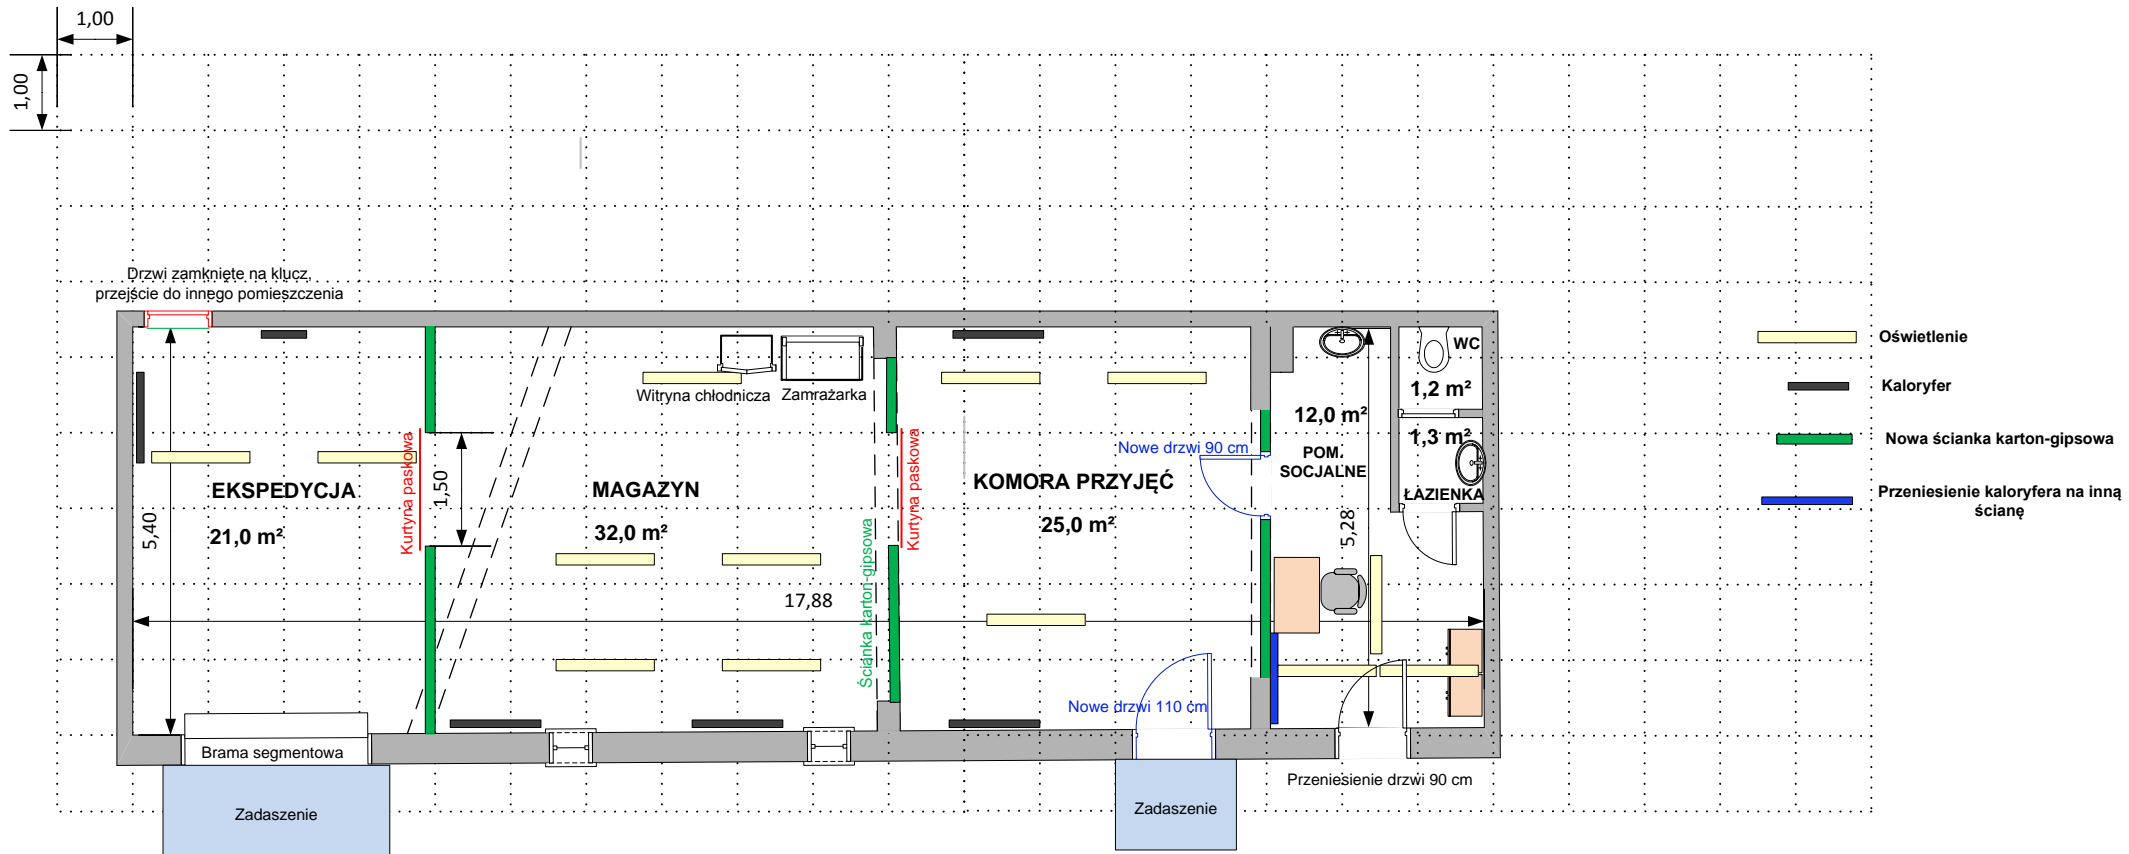 1,00
1,00
Drzwi zamknięte na klucz,
przejście do innego pomieszczenia
Oświetlenie
WC
Kaloryfer
1,2 m²
Witryna chłodnicza
Zamrażarka
12,0 m²
1,3 m²
Nowa ścianka karton-gipsowa
Nowe drzwi 90 cm
POM.
SOCJALNE
Kurtyna paskowa
1,50
Kurtyna paskowa
EKSPEDYCJA
MAGAZYN
KOMORA PRZYJĘĆ
ŁAZIENKA
Przeniesienie kaloryfera na inną
ścianę
5,40
21,0 m²
32,0 m²
25,0 m²
5,28
Ścianka karton-gipsowa
17,88
Nowe drzwi 110 cm
Brama segmentowa
Przeniesienie drzwi 90 cm
Zadaszenie
Zadaszenie